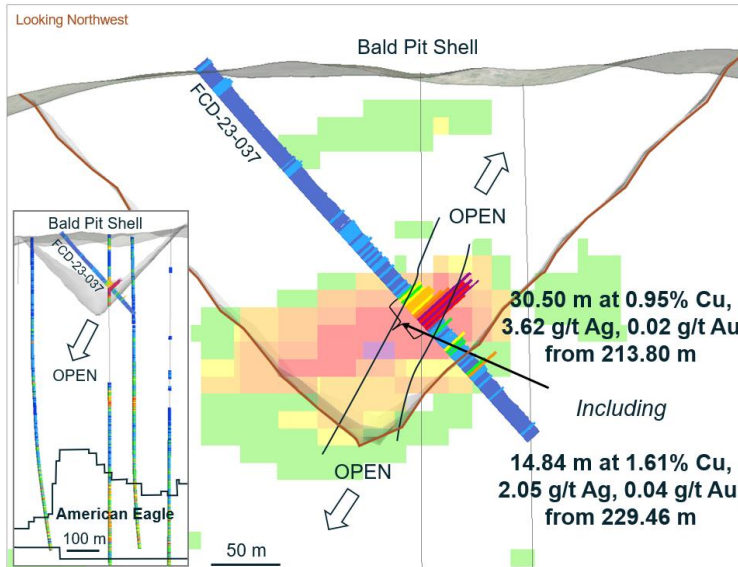 Looking Northwest
Bald Pit Shell
FCD-23-037
OPEN
30.50 m at 0.95% Cu,
3.62 g/t Ag, 0.02 g/t Au
from 213.80 m
Including
14.84 m at 1.61% Cu,
2.05 g/t Ag, 0.04 g/t Au
from 229.46 m
OPEN
50 m
Bald Pit Shell
FCD-23-037
OPEN
American Eagle
100 m